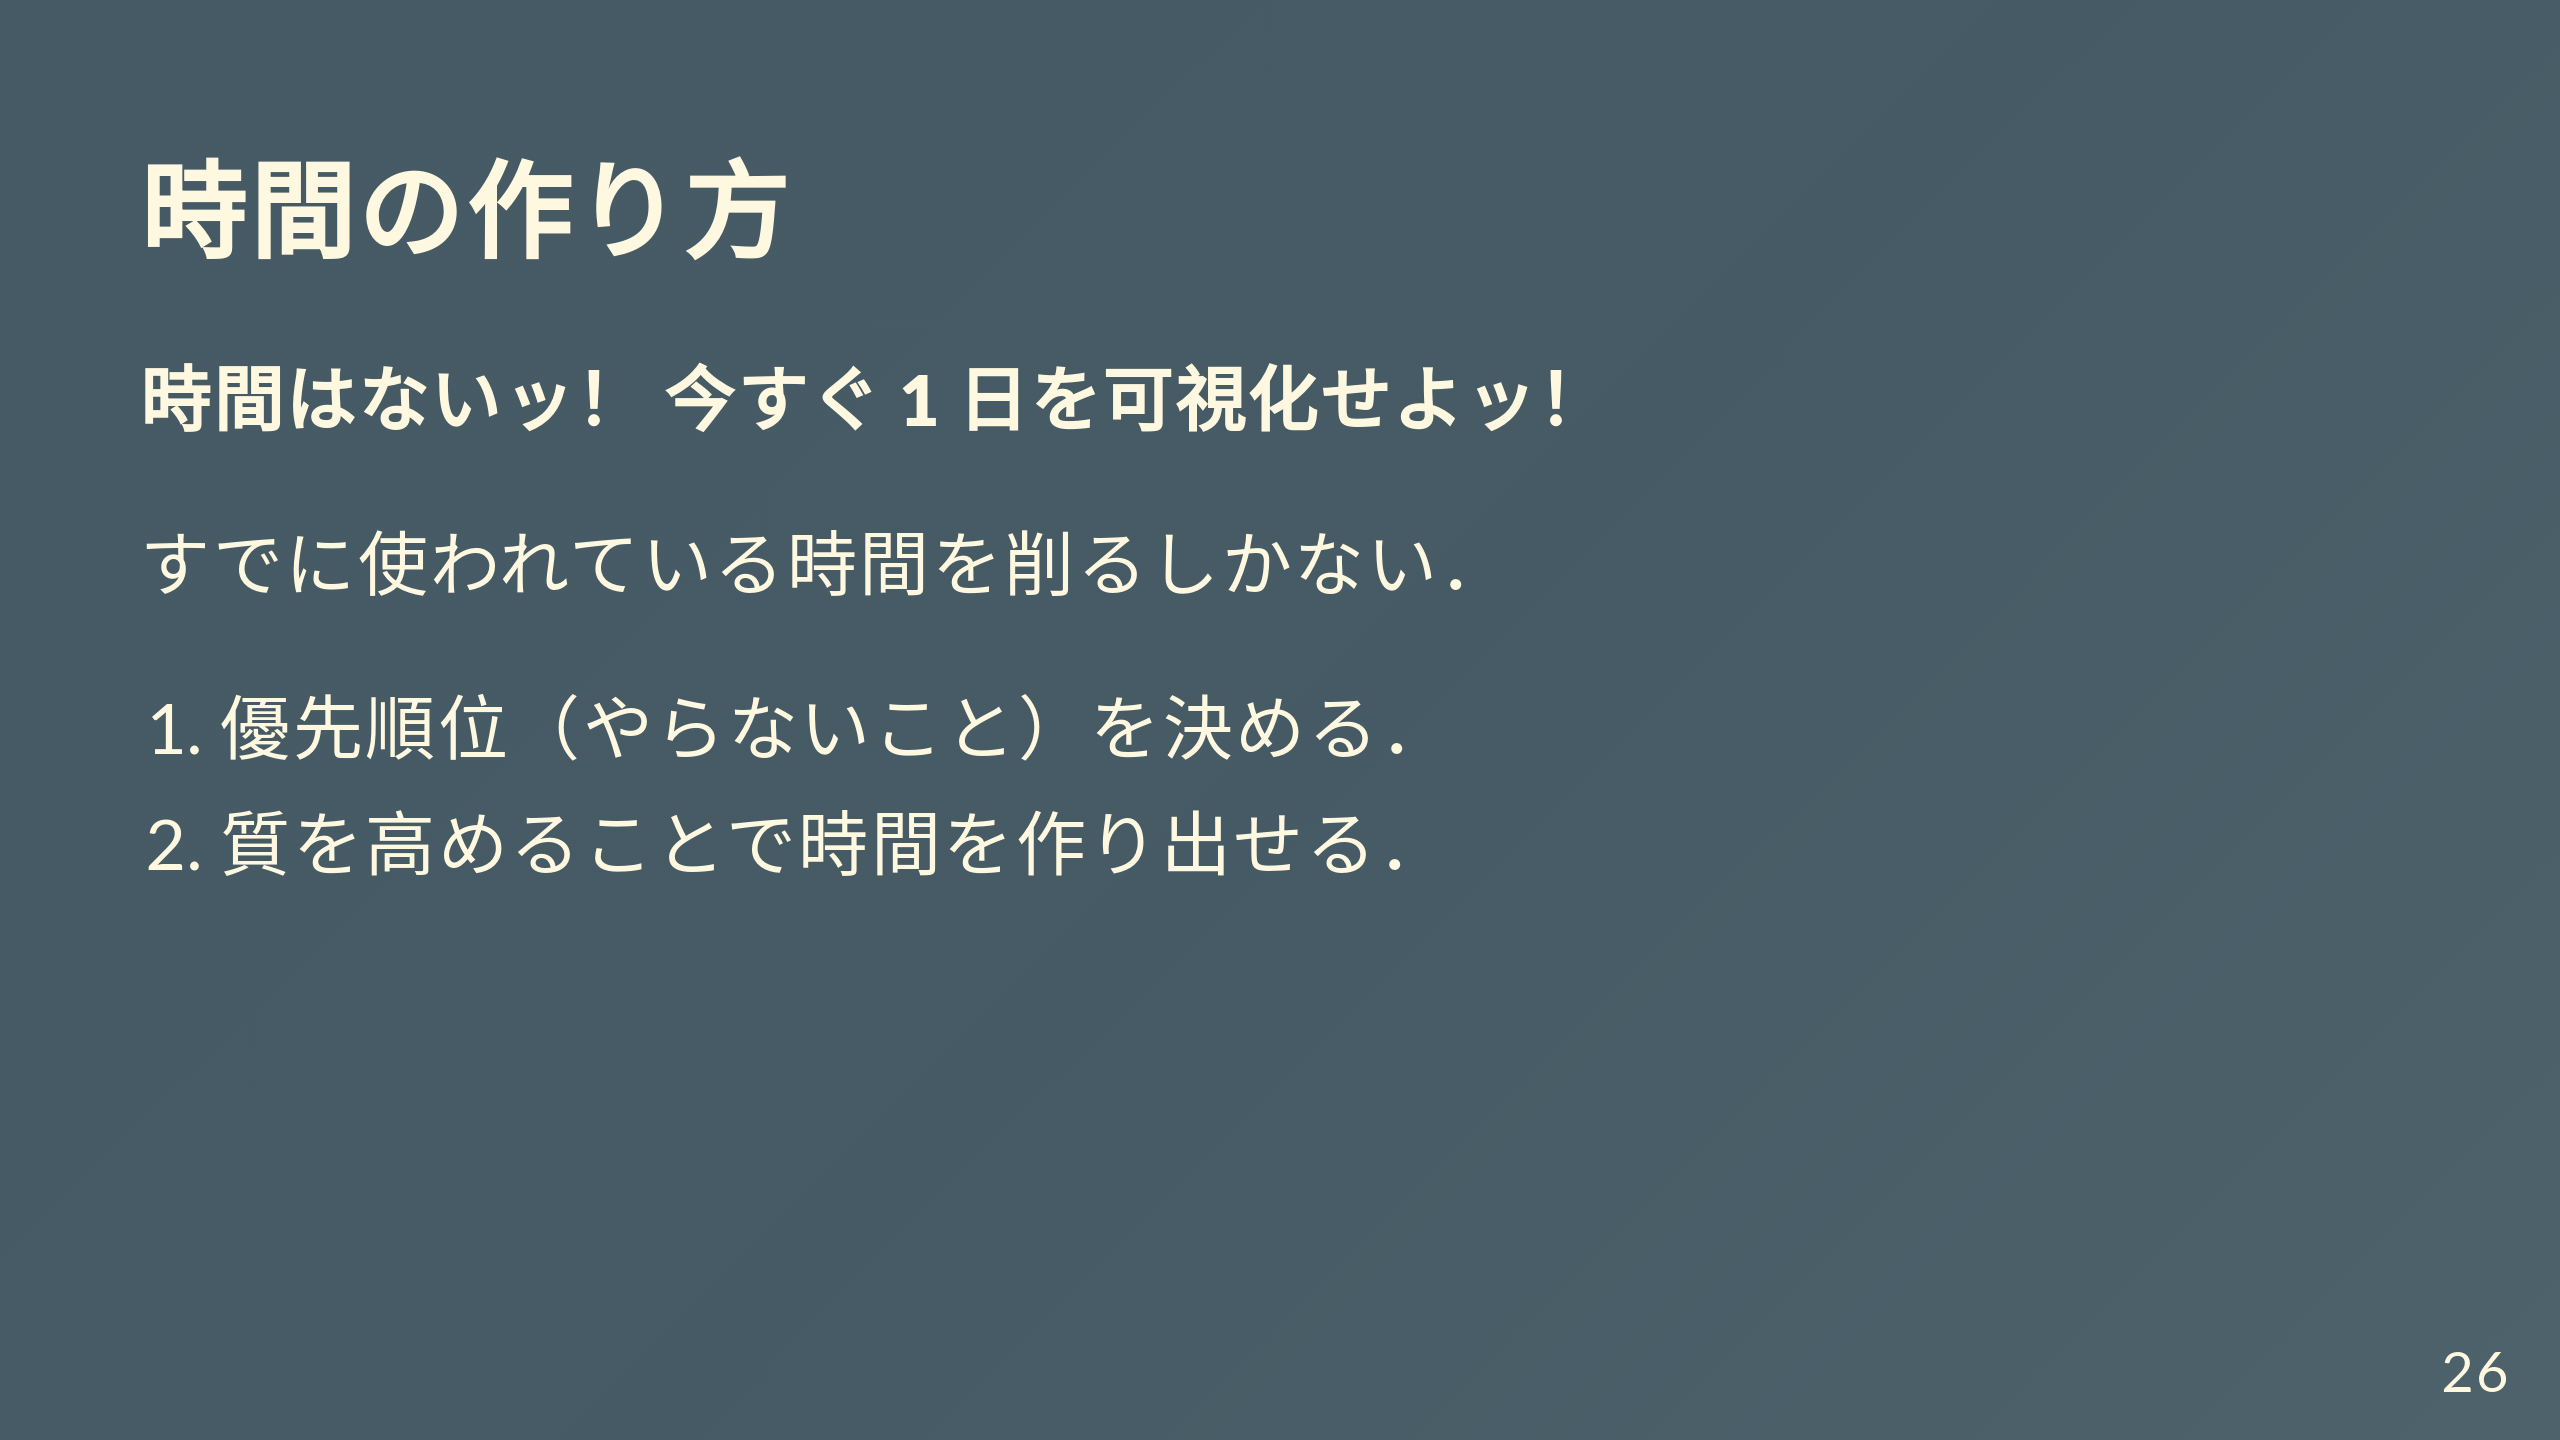 時間の作り方
時間はないッ！ 今すぐ 1 日を可視化せよッ！
すでに使われている時間を削るしかない．
1. 優先順位（やらないこと）を決める．
2. 質を高めることで時間を作り出せる．
26